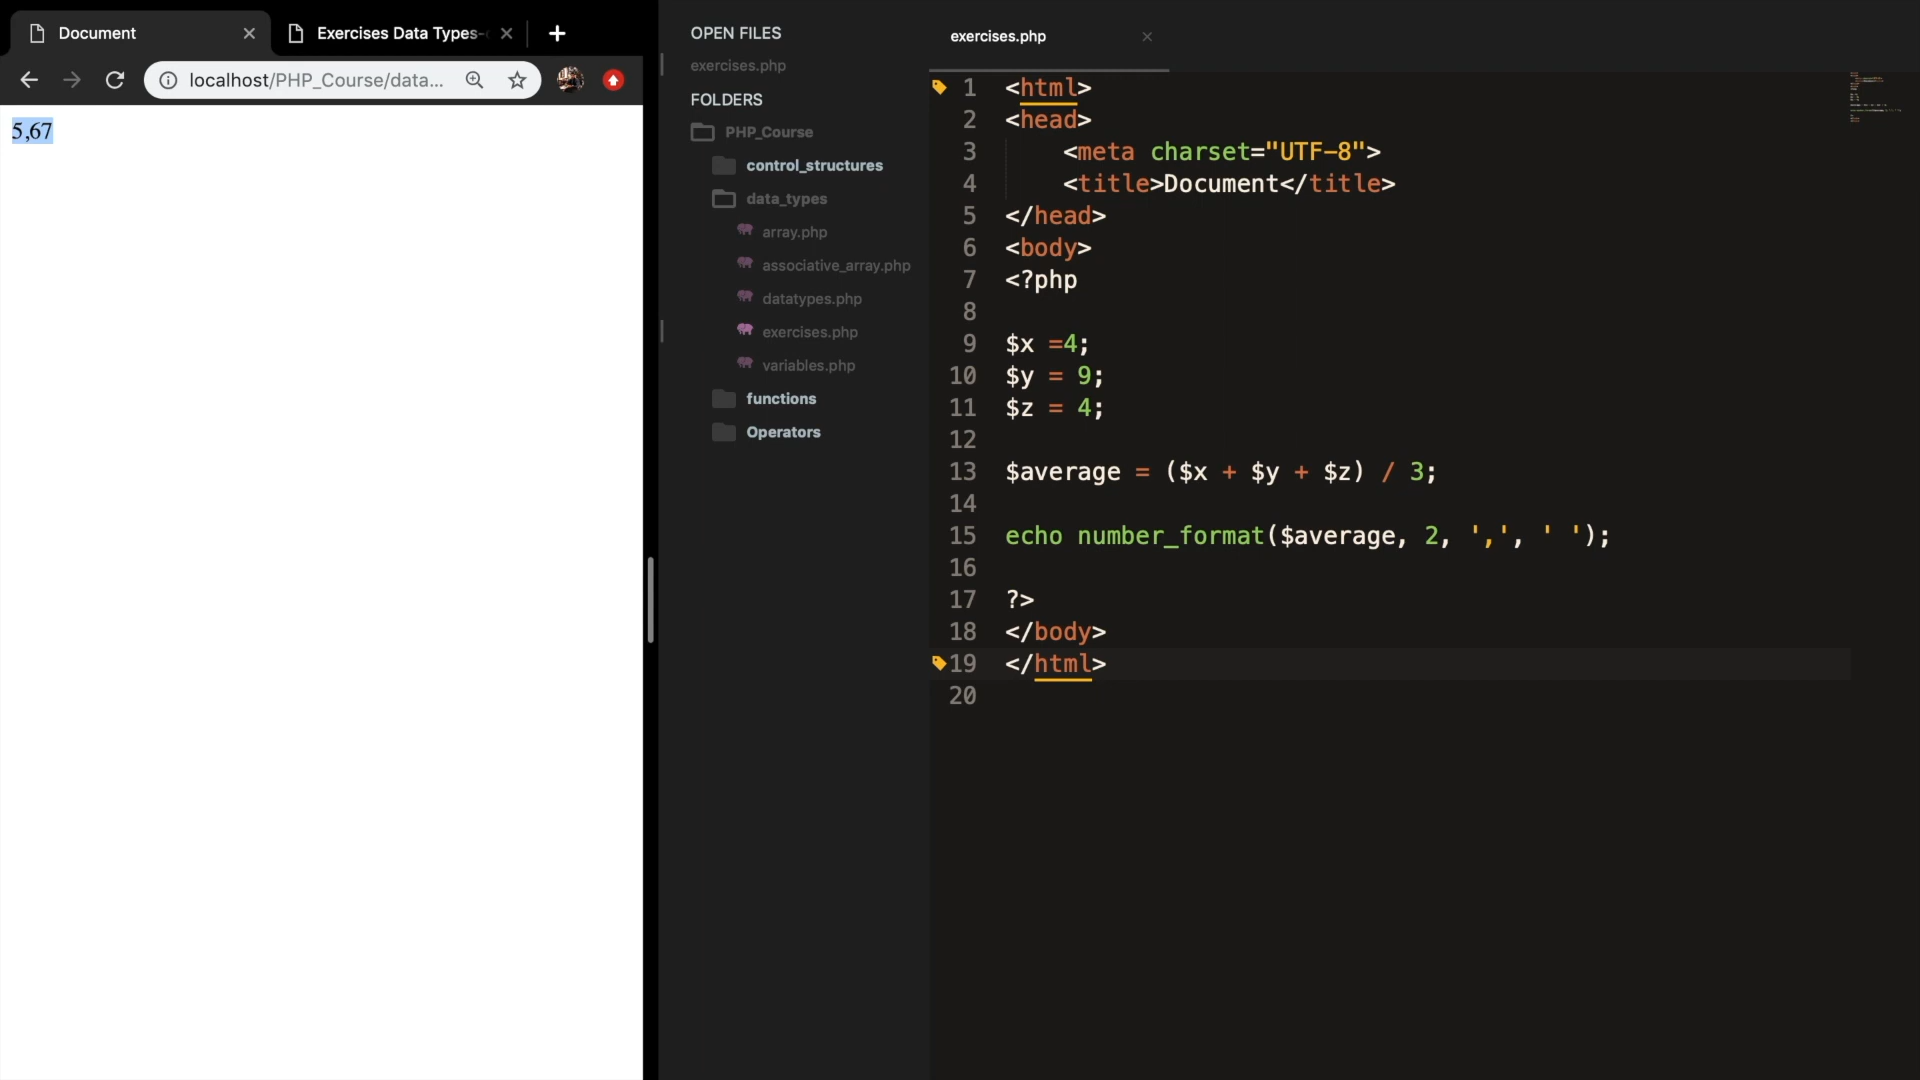 Document
Exercises Data Types-
localhost/PHP_Course/data...
5,67
OPEN FILES
exercises.php
FOLDERS
PHP_Course
control_structures
data_types
array.php
associative_array.php
datatypes.php
exercises.php
variables.php
functions
Operators
exercises.php
1 <html>
2 <head>
3 <meta charset="UTF-8">
4 <title>Document</title>
5 </head>
6 <body>
7 <?php
8
9 $x =4;
10 $y = 9;
11 $z = 4;
12
13 $average = ($x + $y + $z) / 3;
14
15 echo number_format($average, 2, ',', ' ');
16
17 ?>
18 </body>
19 </html>
20